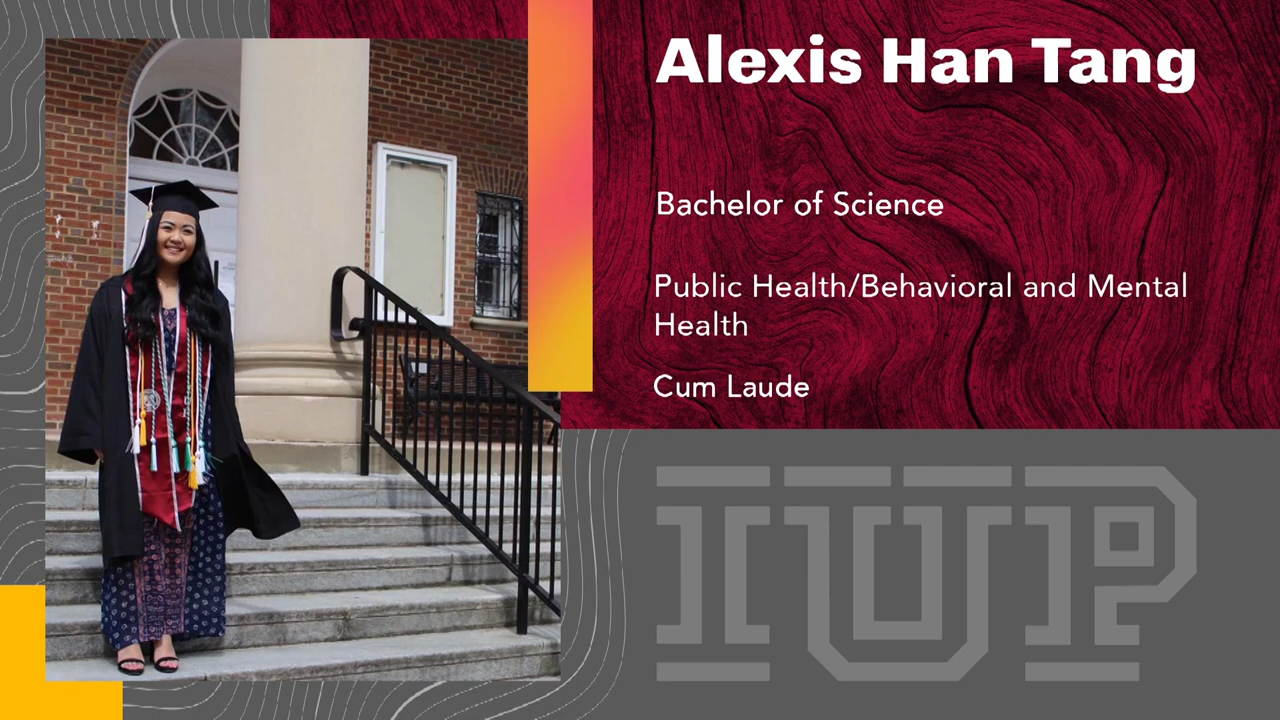 Alexis Han Tang
Bachelor of Science
Public Health/Behavioral and Mental
Health
Cum Laude
IUP